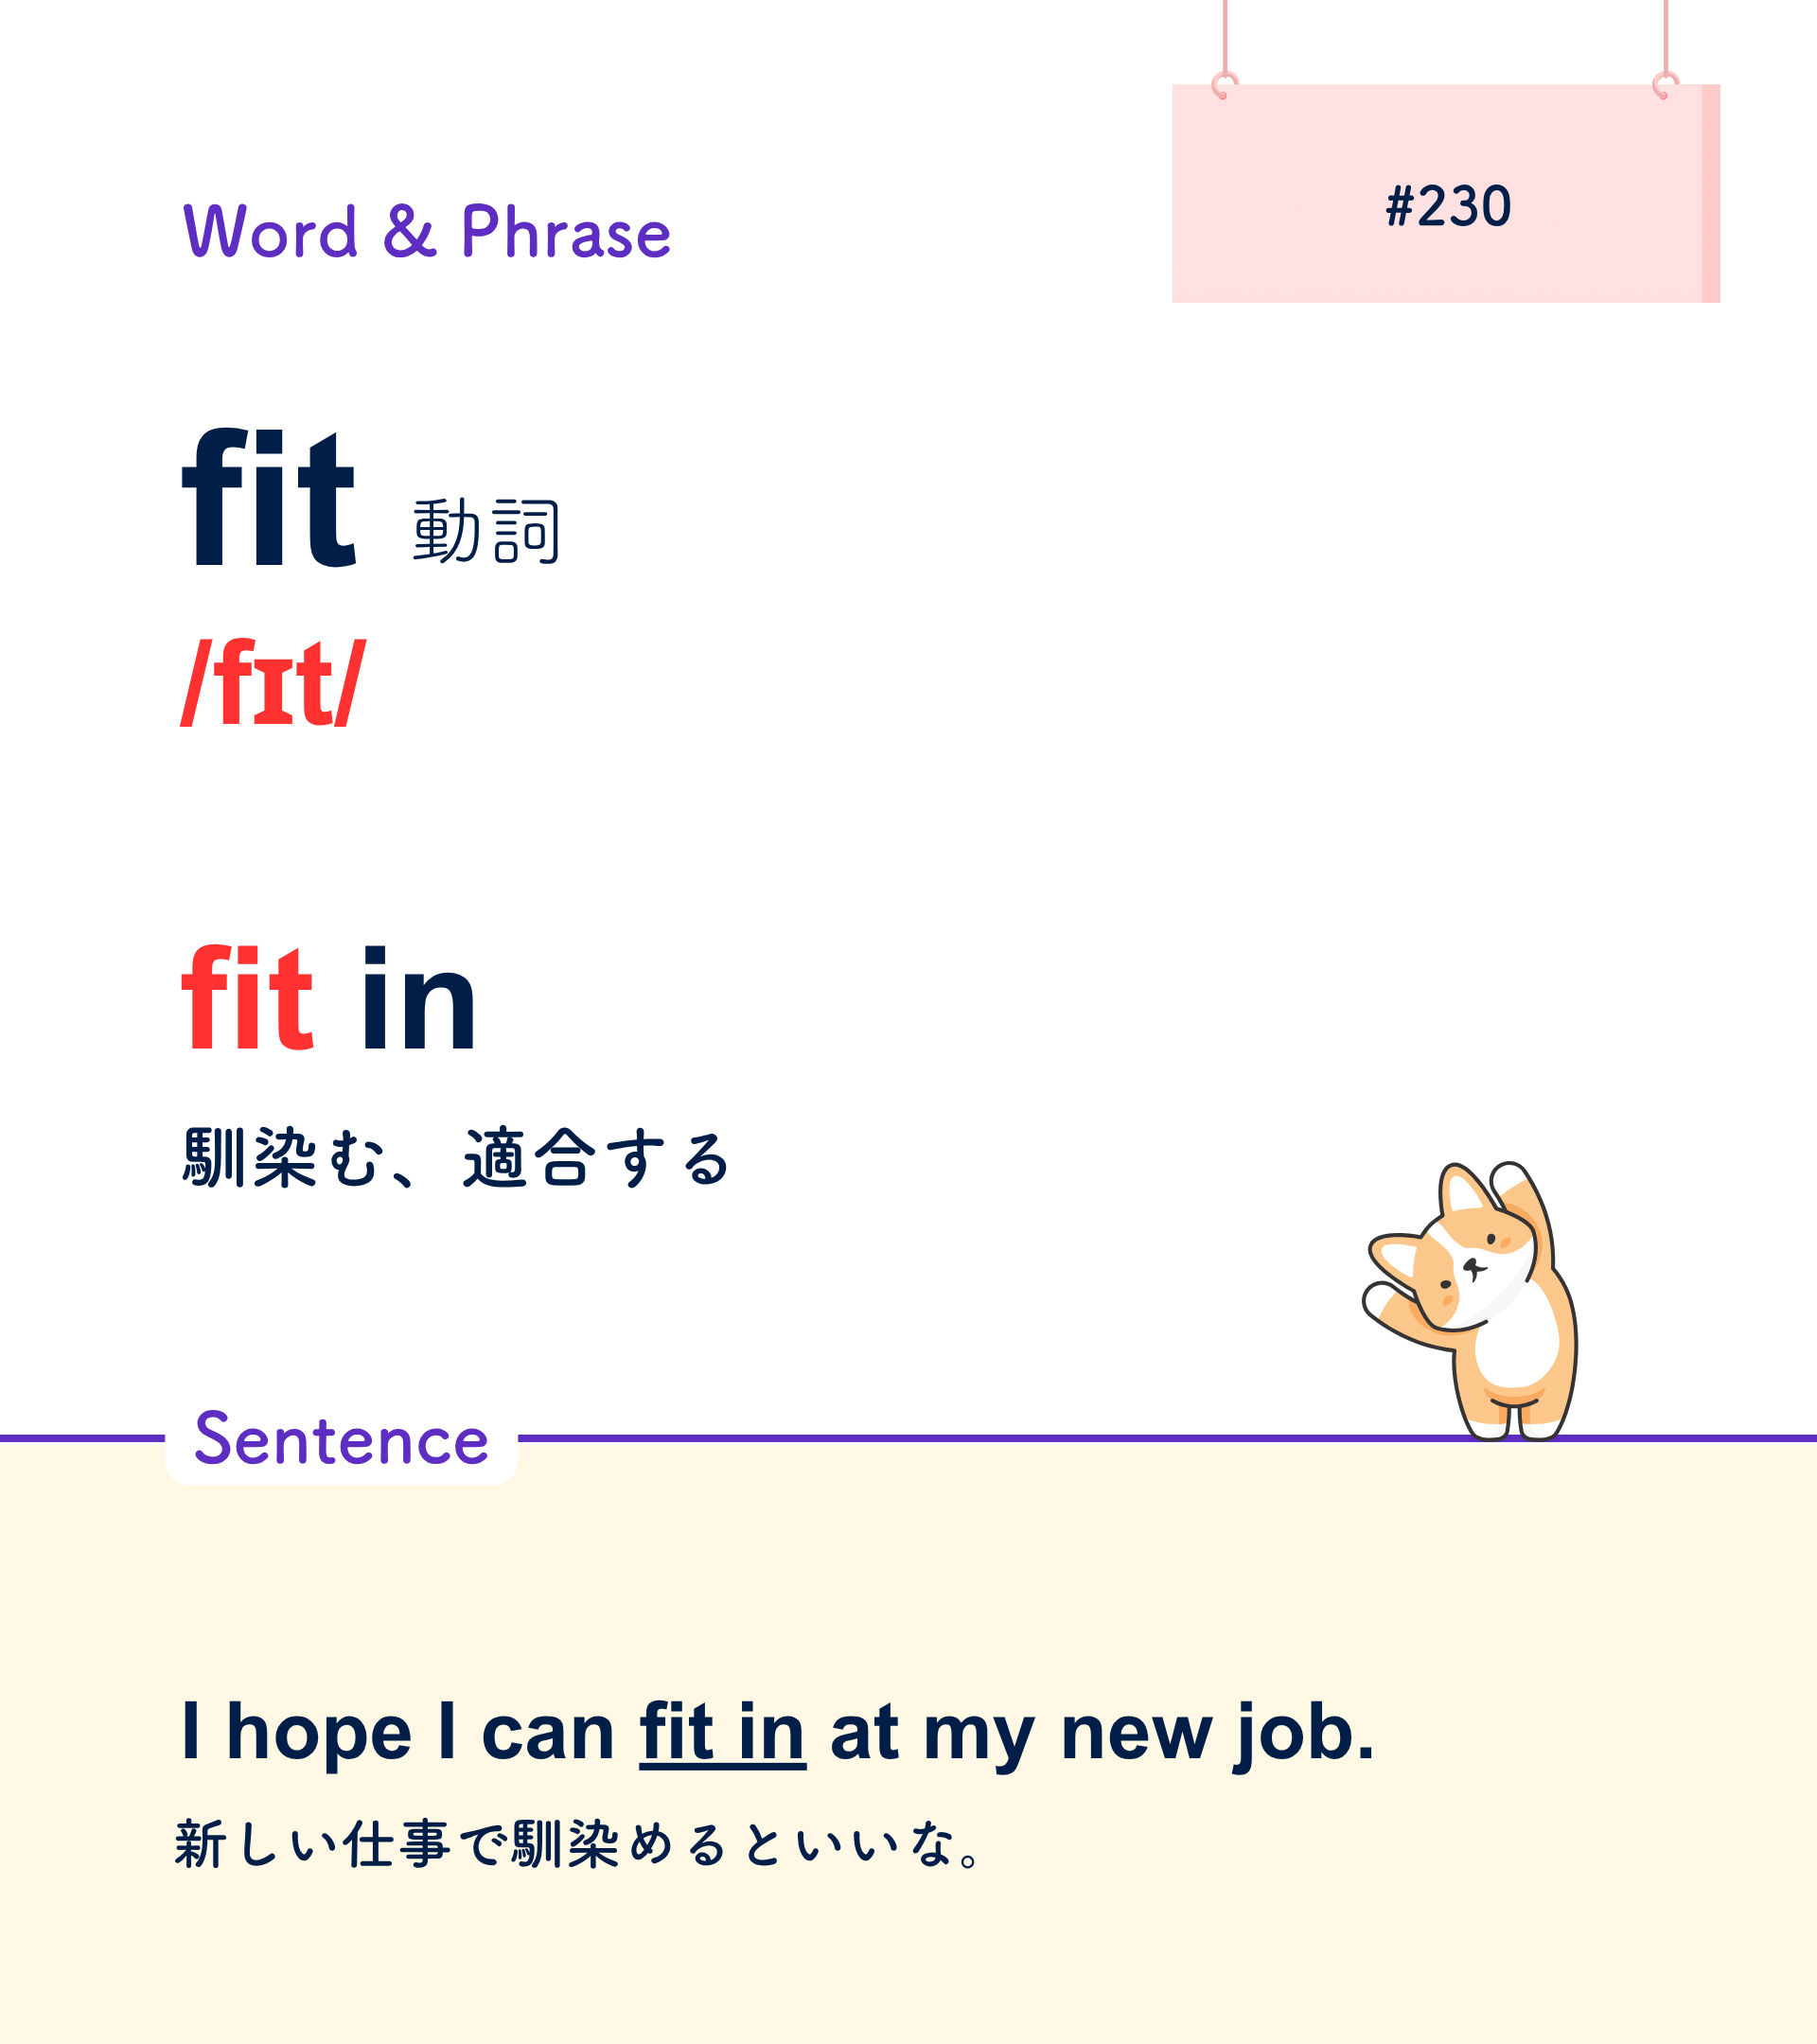 #230
Word & Phrase
fit 動詞
/fɪt/
fit in
馴染む、適合する
Sentence
I hope I can fit in at my new job.
新しい仕事で馴染めるといいな。